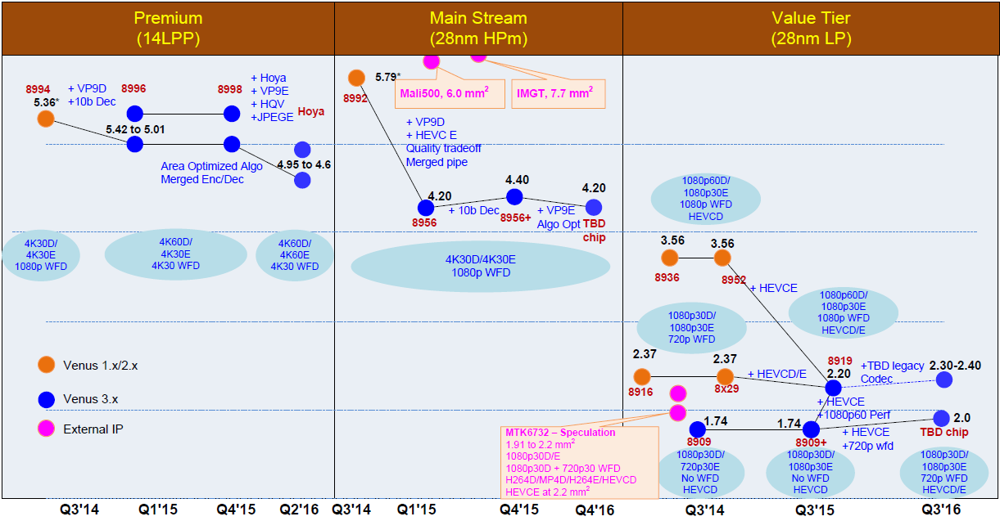 Premium
(14LPP)
Main Stream
(28nm HPm)
Value Tier
(28nm LP)
8994
5.36*
+ VP9D
+10b Dec
8996
8998
+ Hoya
+ VP9E
+ HQV
+JPEGE
Hoya
5.42 to 5.01
Area Optimized Algo
Merged Enc/Dec
4.95 to 4.6
4K30D/
4K30E
1080p WFD
4K60D/
4K30E
4K30 WFD
4K60D/
4K60E
4K30 WFD
Venus 1.x/2.x
Venus 3.x
External IP
5.79*
8992
Mali500, 6.0 mm2
IMGT, 7.7 mm2
+ VP9D
+ HEVC E
Quality tradeoff
Merged pipe
4.20
8956
+ 10b Dec
4.40
8956+
+ VP9E
Algo Opt
4.20
TBD
chip
4K30D/4K30E
1080p WFD
1080p60D/
1080p30E
1080p WFD
HEVCD
3.56
3.56
8936
8952
+ HEVCE
1080p60D/
1080p30E
1080p WFD
HEVCD/E
1080p30D/
1080p30E
720p WFD
2.37
2.37
8916
8x29
+ HEVCD/E
8919
2.20
+TBD legacy
Codec
2.30-2.40
+ HEVCE
+1080p60 Perf
MTK6732 – Speculation
1.91 to 2.2 mm2
1080p30D/E
1080p30D + 720p30 WFD
H264D/MP4D/H264E/HEVCD
HEVCE at 2.2 mm2
1.74
8909
1.74
8909+
+ HEVCE
+720p wfd
2.0
TBD chip
1080p30D/
720p30E
No WFD
HEVCD
1080p30D/
1080p30E
No WFD
HEVCD
1080p30D/
1080p30E
720p WFD
HEVCD/E
Q3'14
Q1'15
Q4'15
Q2'16
Q3'14
Q1'15
Q4'15
Q4'16
Q3'14
Q3'15
Q3'16